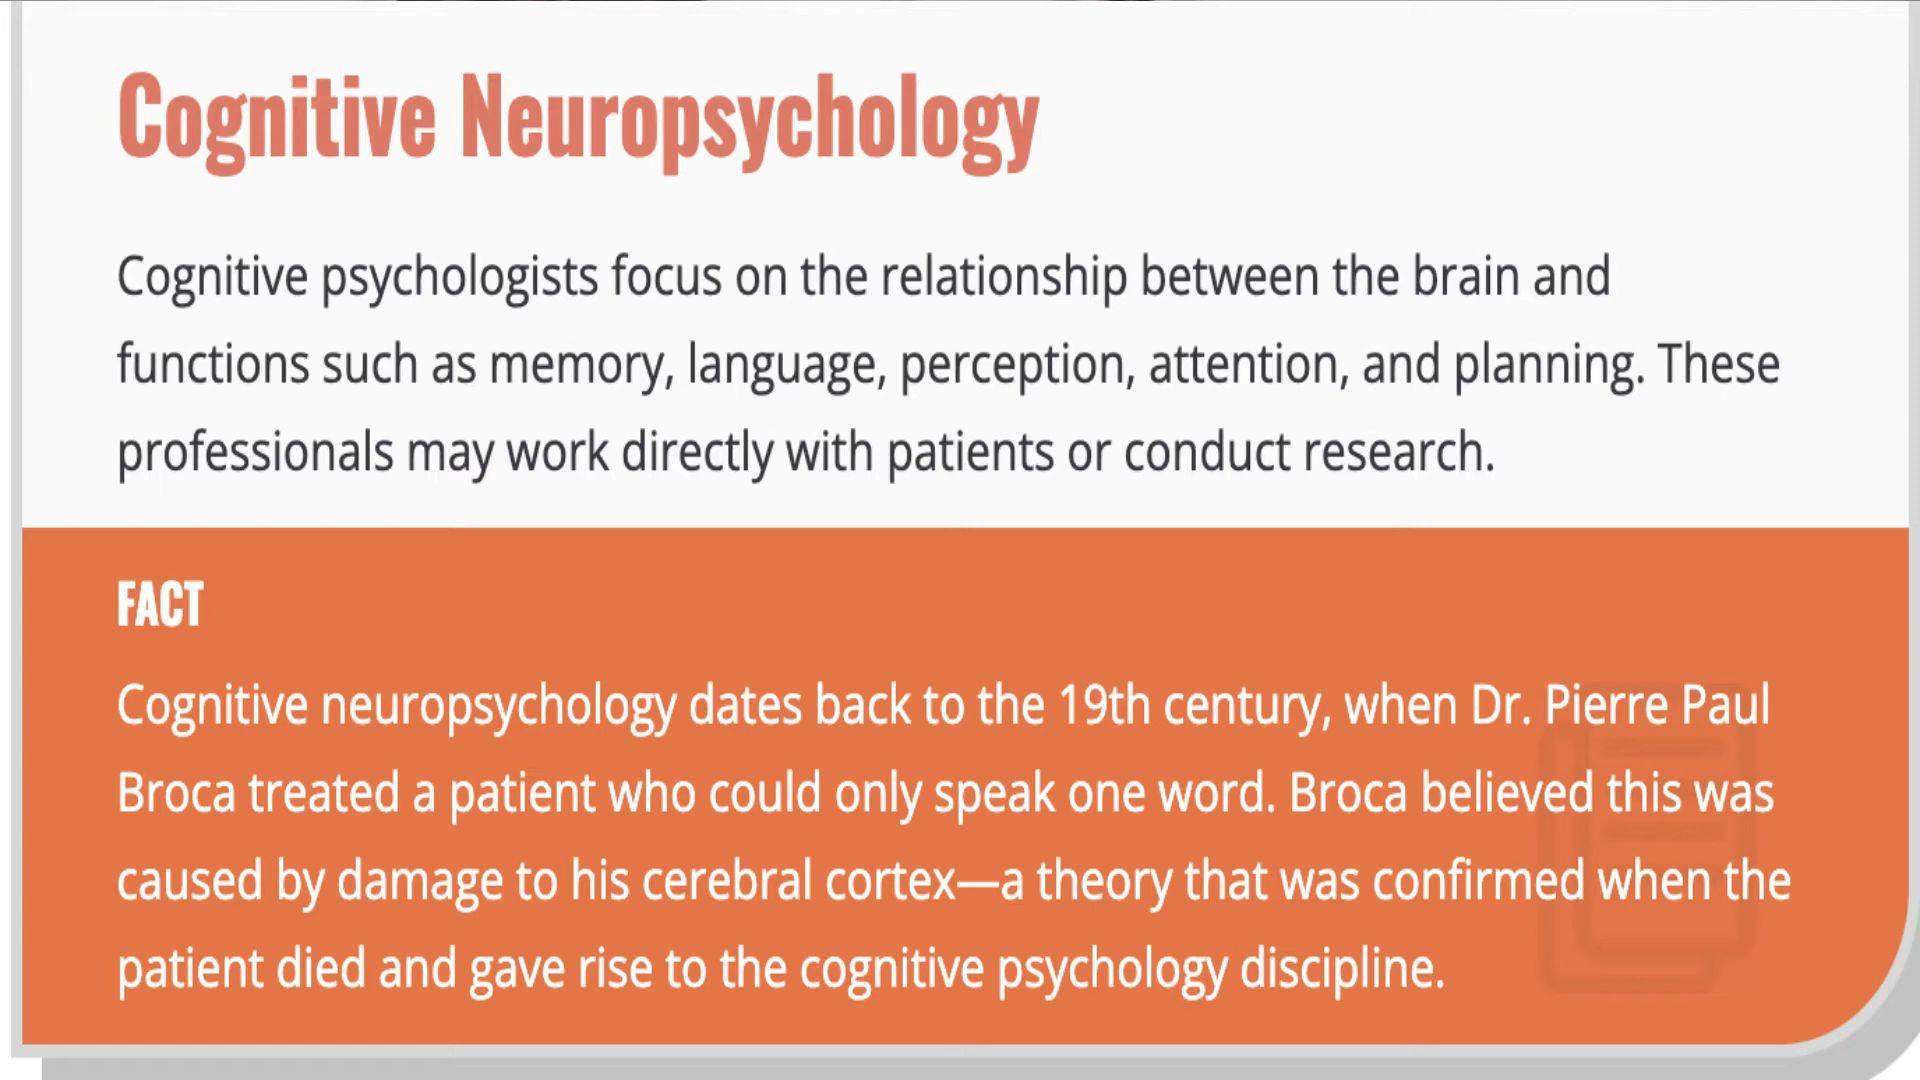 Cognitive Neuropsychology
Cognitive psychologists focus on the relationship between the brain and
functions such as memory, language, perception, attention, and planning. These
professionals may work directly with patients or conduct research.
FACT
Cognitive neuropsychology dates back to the 19th century, when Dr. Pierre Paul
Broca treated a patient who could only speak one word. Broca believed this was
caused by damage to his cerebral cortex—a theory that was confirmed when the
patient died and gave rise to the cognitive psychology discipline.